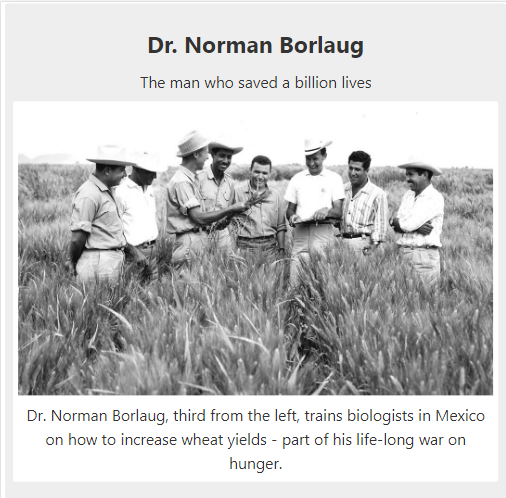 Dr. Norman Borlaug
The man who saved a billion lives
Dr. Norman Borlaug, third from the left, trains biologists in Mexico
on how to increase wheat yields - part of his life-long war on
hunger.